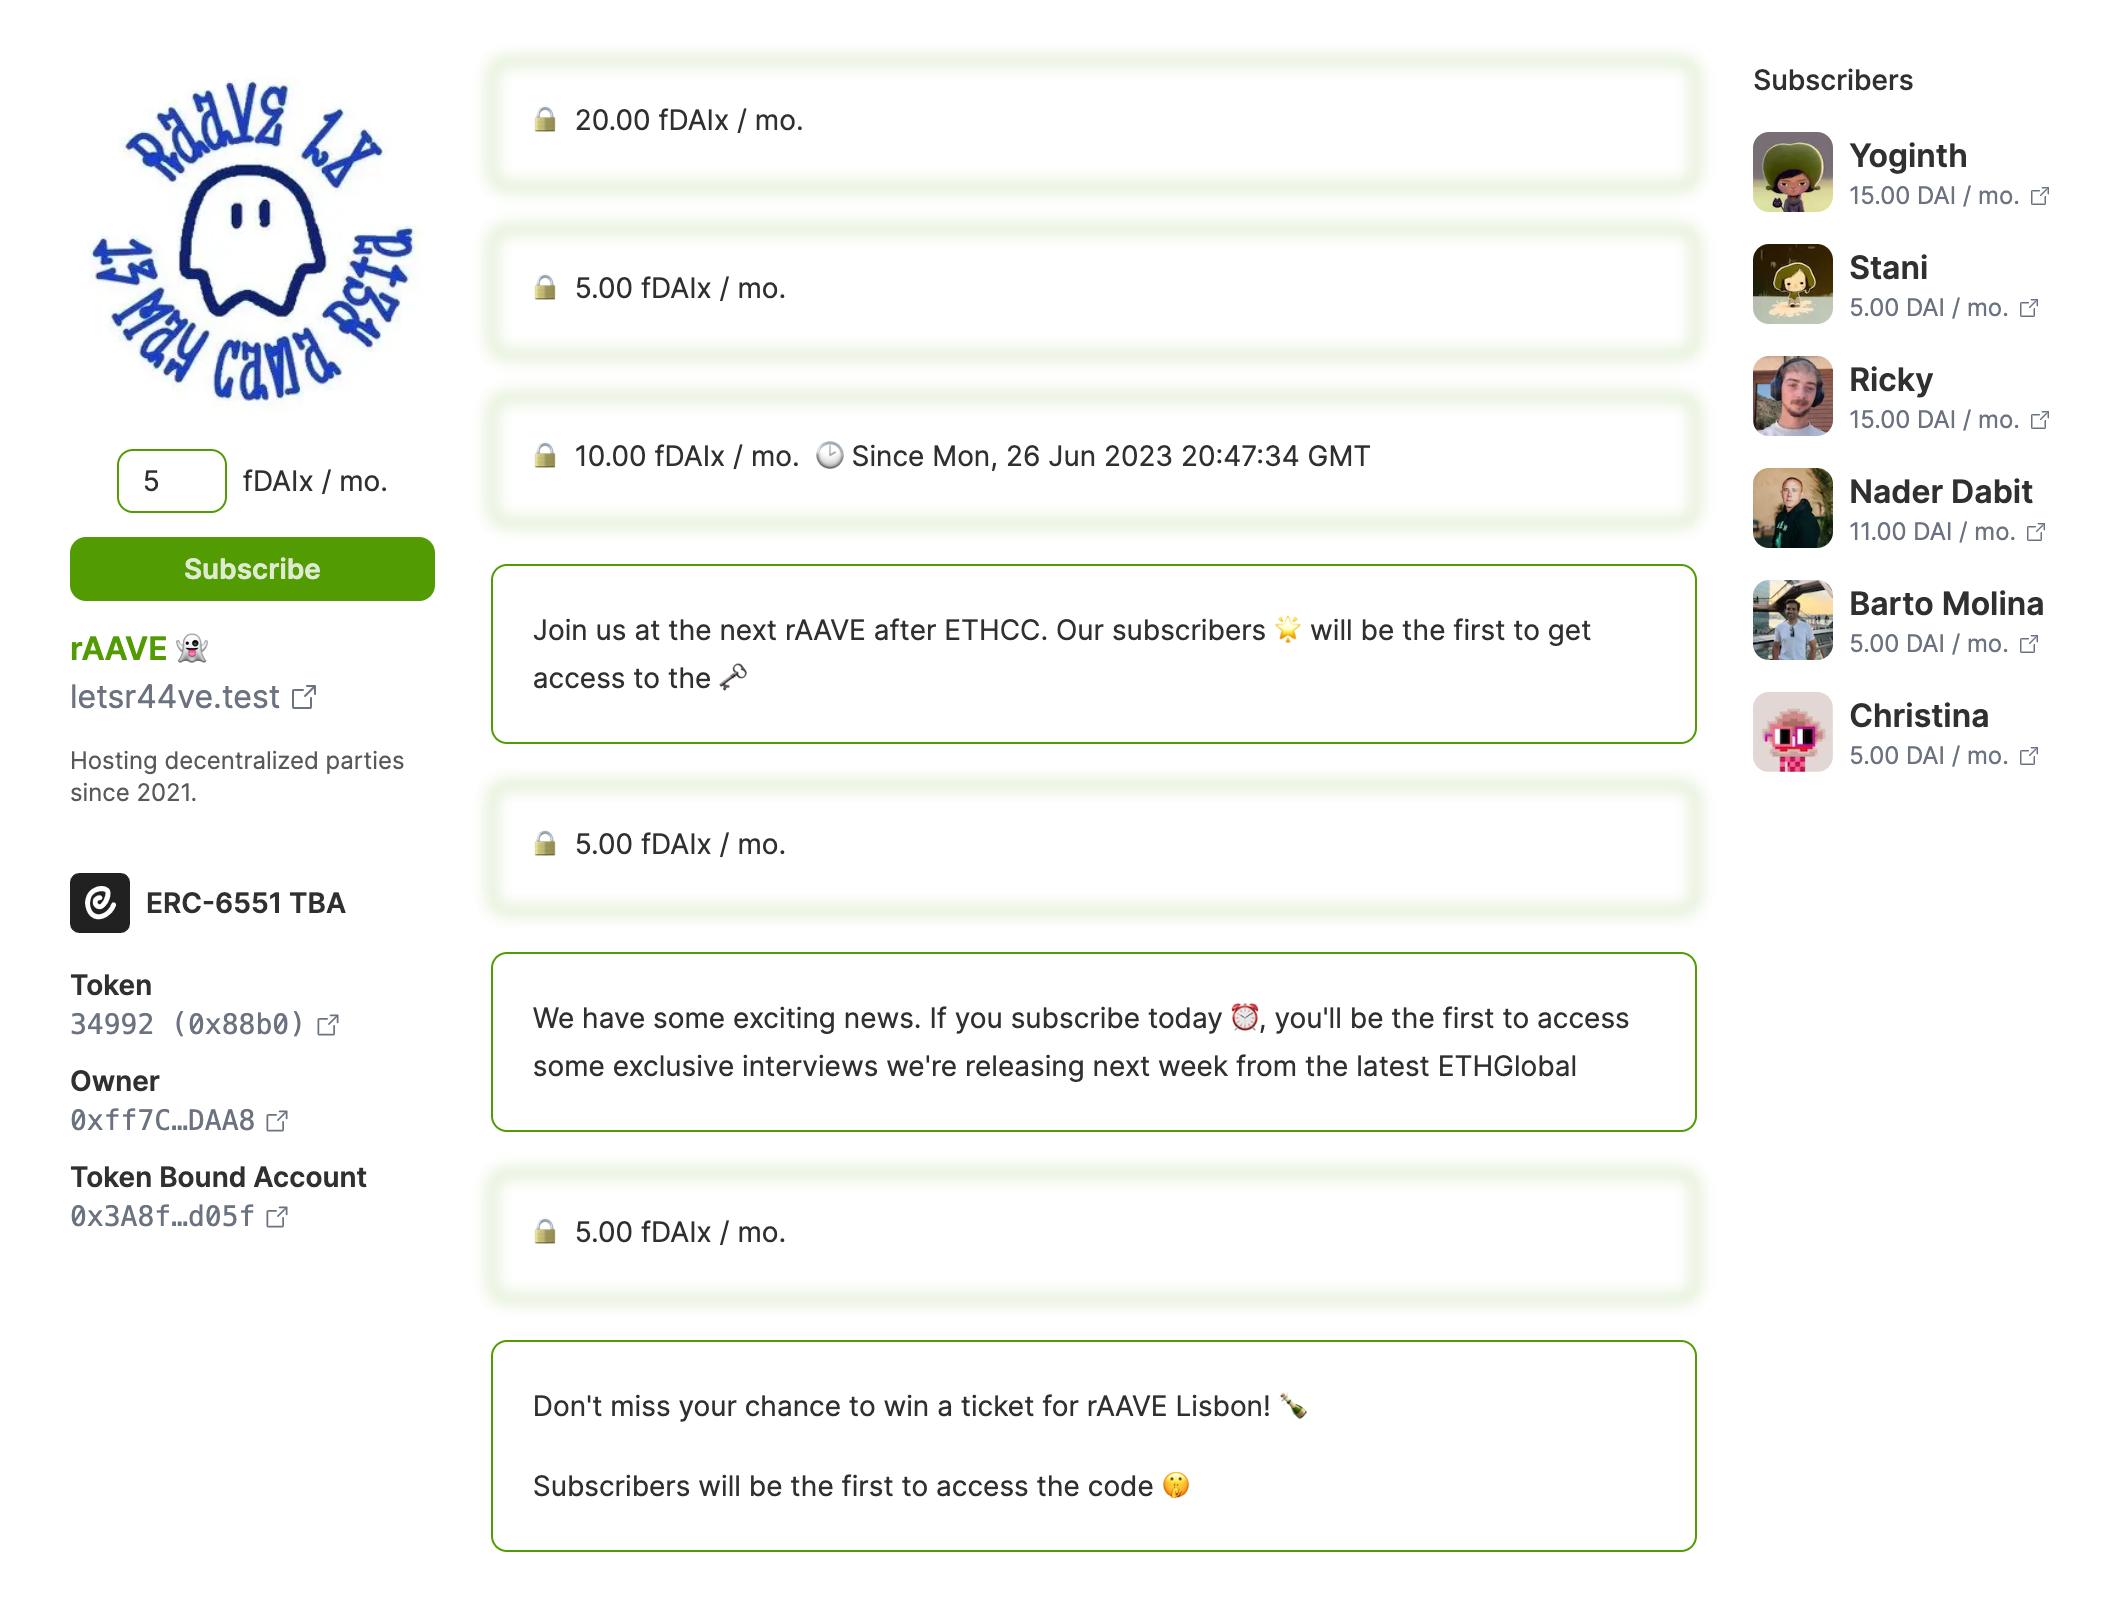 RAAVE LX
13 MAY CAMA RETA
5 fDAIx / mo.
Subscribe
rAAVE 👻
letsr44ve.test
Hosting decentralized parties
since 2021.
ERC-6551 TBA
Token
34992 (0x88b0)
Owner
0xff7C…DAA8
Token Bound Account
0x3A8f…d05f
🔒 20.00 fDAIx / mo.
🔒 5.00 fDAIx / mo.
🔒 10.00 fDAIx / mo. 🕑 Since Mon, 26 Jun 2023 20:47:34 GMT
Join us at the next rAAVE after ETHCC. Our subscribers 🌟 will be the first to get
access to the 🗝️
🔒 5.00 fDAIx / mo.
We have some exciting news. If you subscribe today ⏰, you'll be the first to access
some exclusive interviews we're releasing next week from the latest ETHGlobal
🔒 5.00 fDAIx / mo.
Don't miss your chance to win a ticket for rAAVE Lisbon! 🍾
Subscribers will be the first to access the code 🤫
Subscribers
Yoginth
15.00 DAI / mo.
Stani
5.00 DAI / mo.
Ricky
15.00 DAI / mo.
Nader Dabit
11.00 DAI / mo.
Barto Molina
5.00 DAI / mo.
Christina
5.00 DAI / mo.